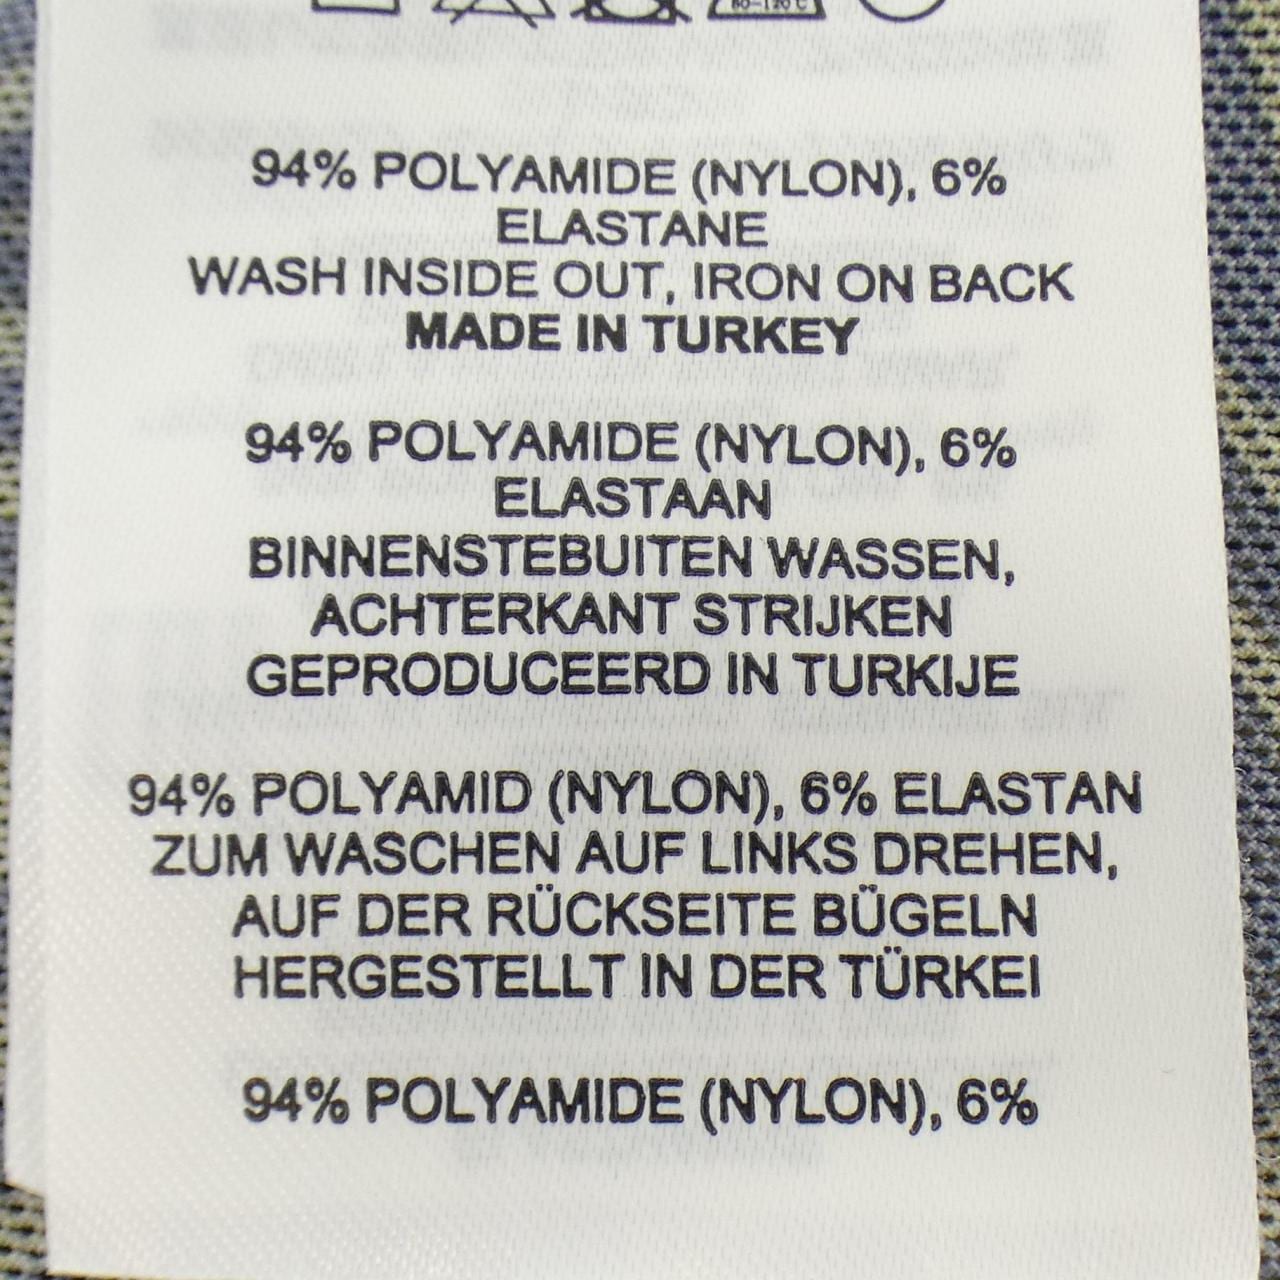 80-120°C
94% POLYAMIDE (NYLON), 6%
ELASTANE
WASH INSIDE OUT, IRON ON BACK
MADE IN TURKEY
94% POLYAMIDE (NYLON), 6%
ELASTAAN
BINNENSTEBUITEN WASSEN,
ACHTERKANT STRIJKEN
GEPRODUCEERD IN TURKIJE
94% POLYAMID (NYLON), 6% ELASTAN
ZUM WASCHEN AUF LINKS DREHEN,
AUF DER RÜCKSEITE BÜGELN
HERGESTELLT IN DER TÜRKEI
94% POLYAMIDE (NYLON), 6%